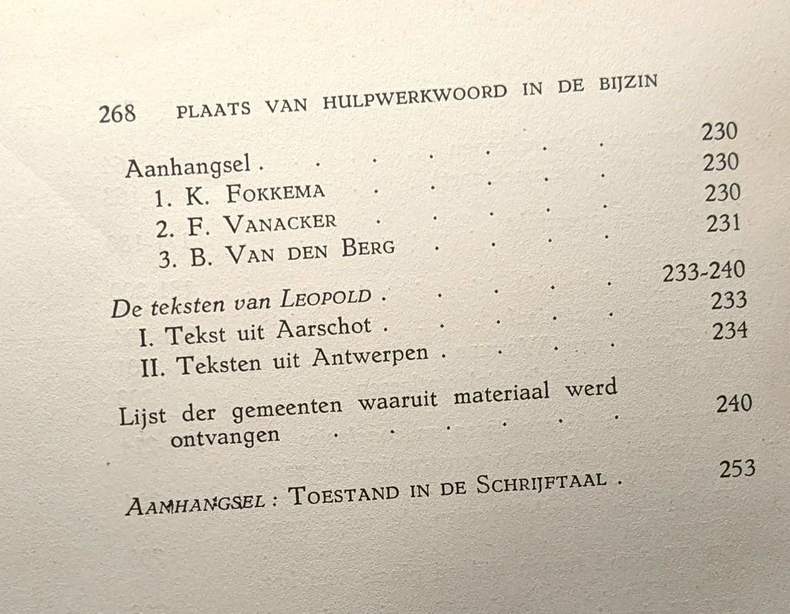 268 PLAATS VAN HULPWERKWOORD IN DE BIJZIN
Aanhangsel . . . . . . . 230
1. K. FOKKEMA . . . . . 230
2. F. VANACKER . . . . . 230
3. B. VAN DEN BERG . . . . 231
De teksten van LEOPOLD . . . . . 233-240
I. Tekst uit Aarschot . . . . . 233
II. Teksten uit Antwerpen . . . . 234
Lijst der gemeenten waaruit materiaal werd
ontvangen . . . . . . 240
AANHANGSEL : TOESTAND IN DE SCHRIJFTAAL . 253